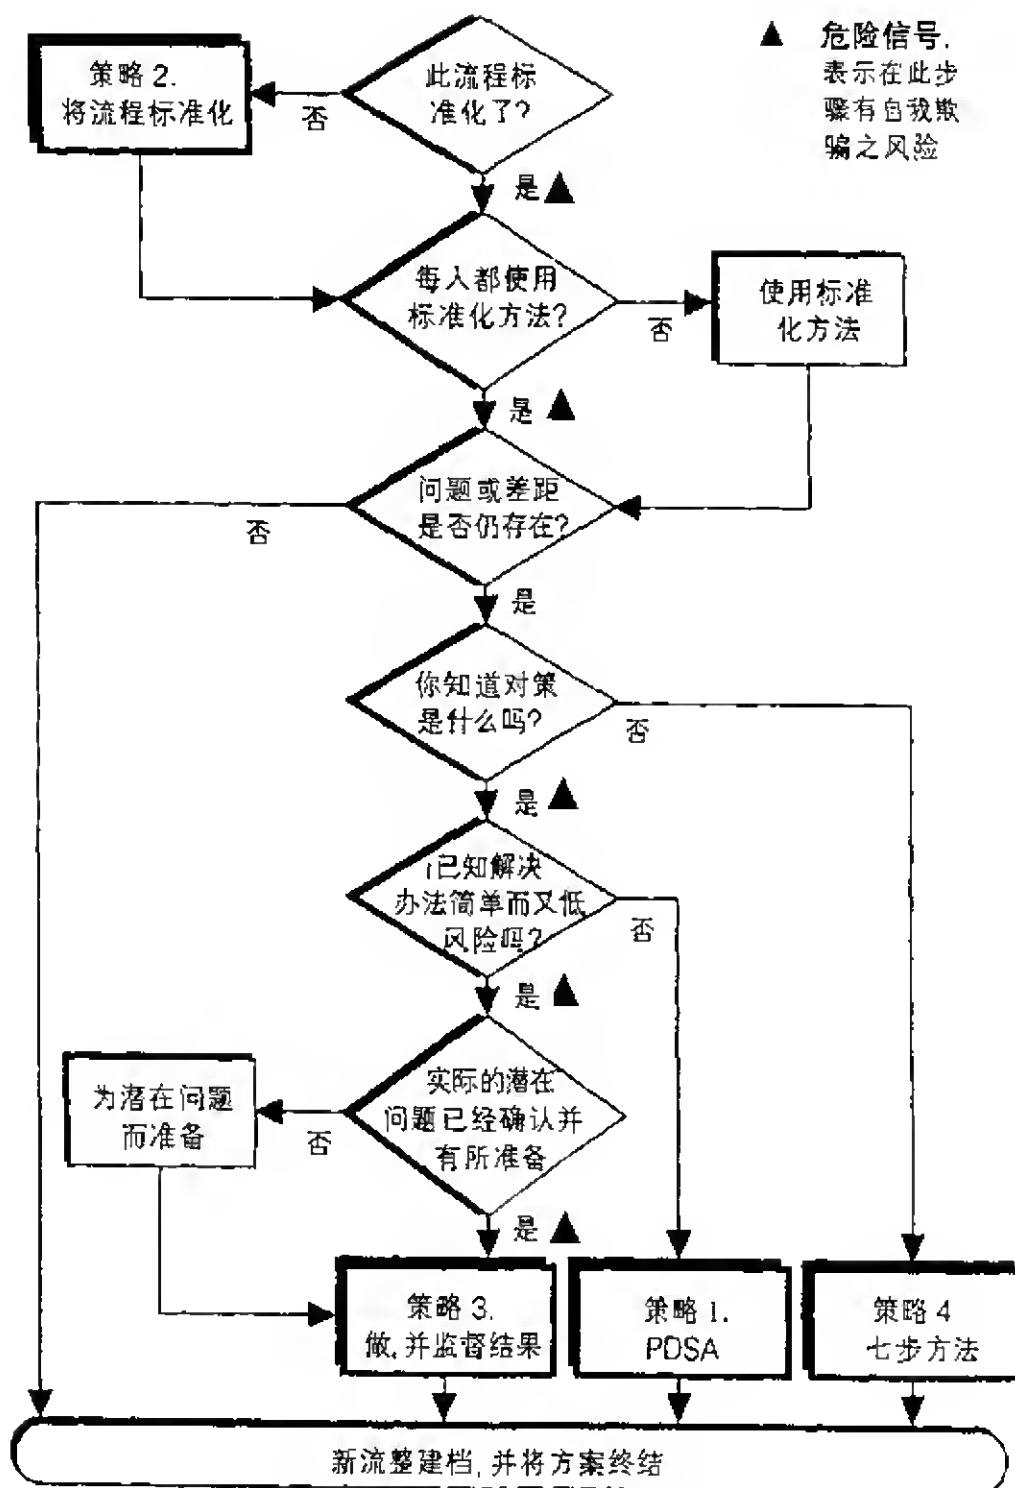 策略 2.
将流程标准化
此流程标
准化了?
▲ 危险信号,
表示在此步
骤有自我欺
骗之风险
否
是▲
每人都使用
标准化方法?
使用标准
化方法
否
是▲
问题或差距
是否仍存在?
否
是
你知道对策
是什么吗?
否
是▲
已知解决
办法简单而又低
风险吗?
否
是▲
实际的潜在
问题已经确认并
有所准备
为潜在问题
而准备
否
是▲
策略 3.
做,并监督结果
策略 1.
PDSA
策略 4
七步方法
新流整建档,并将方案终结